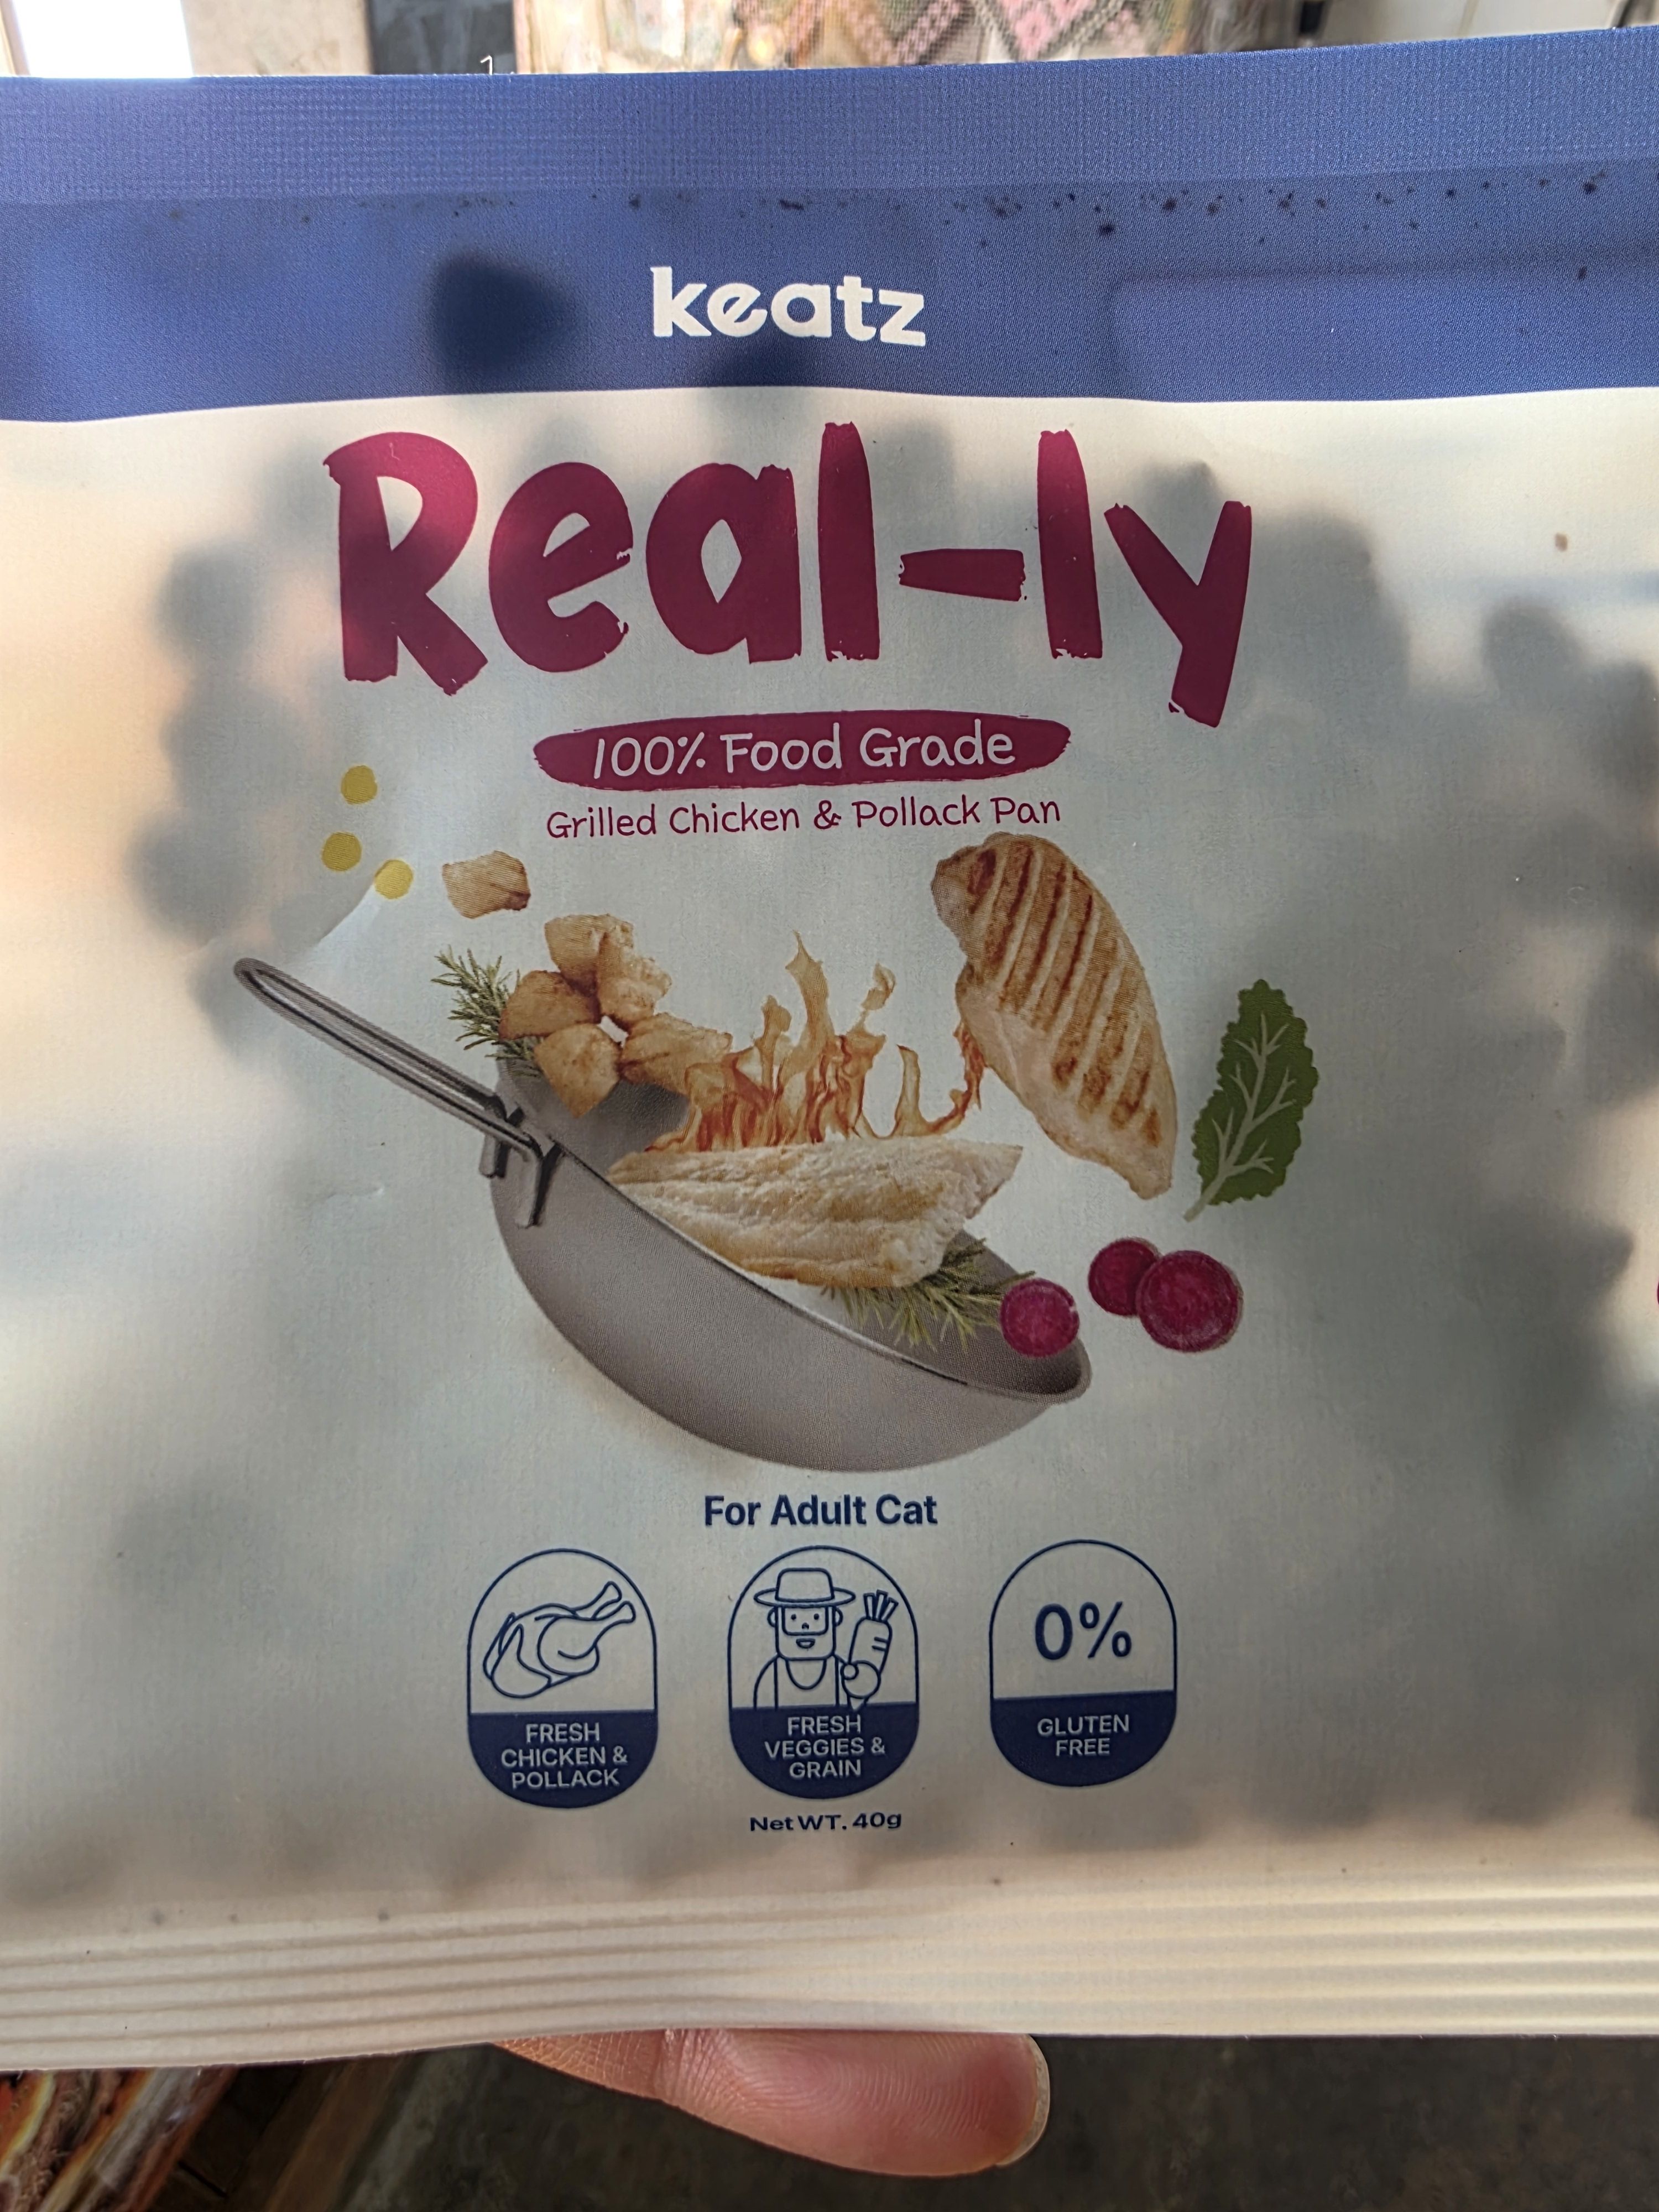 keatz
Real-ly
100% Food Grade
Grilled Chicken & Pollack Pan
For Adult Cat
FRESH
CHICKEN &
POLLACK
FRESH
VEGGIES &
GRAIN
0%
GLUTEN
FREE
Net WT. 40g